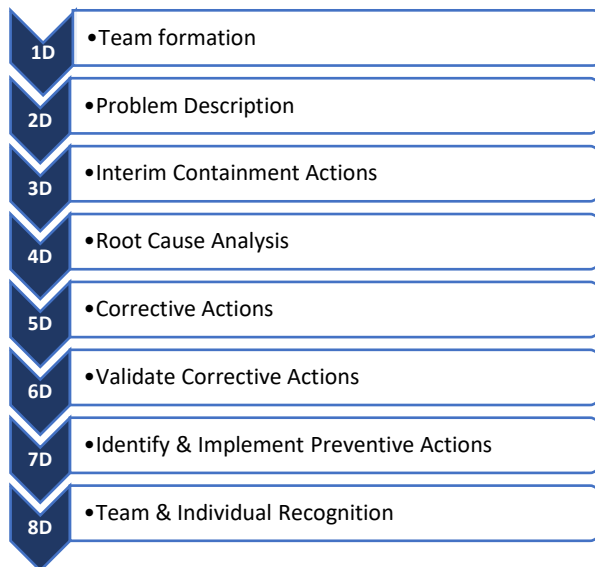 1D
•Team formation
2D
•Problem Description
3D
•Interim Containment Actions
4D
•Root Cause Analysis
5D
•Corrective Actions
6D
•Validate Corrective Actions
7D
•Identify & Implement Preventive Actions
8D
•Team & Individual Recognition